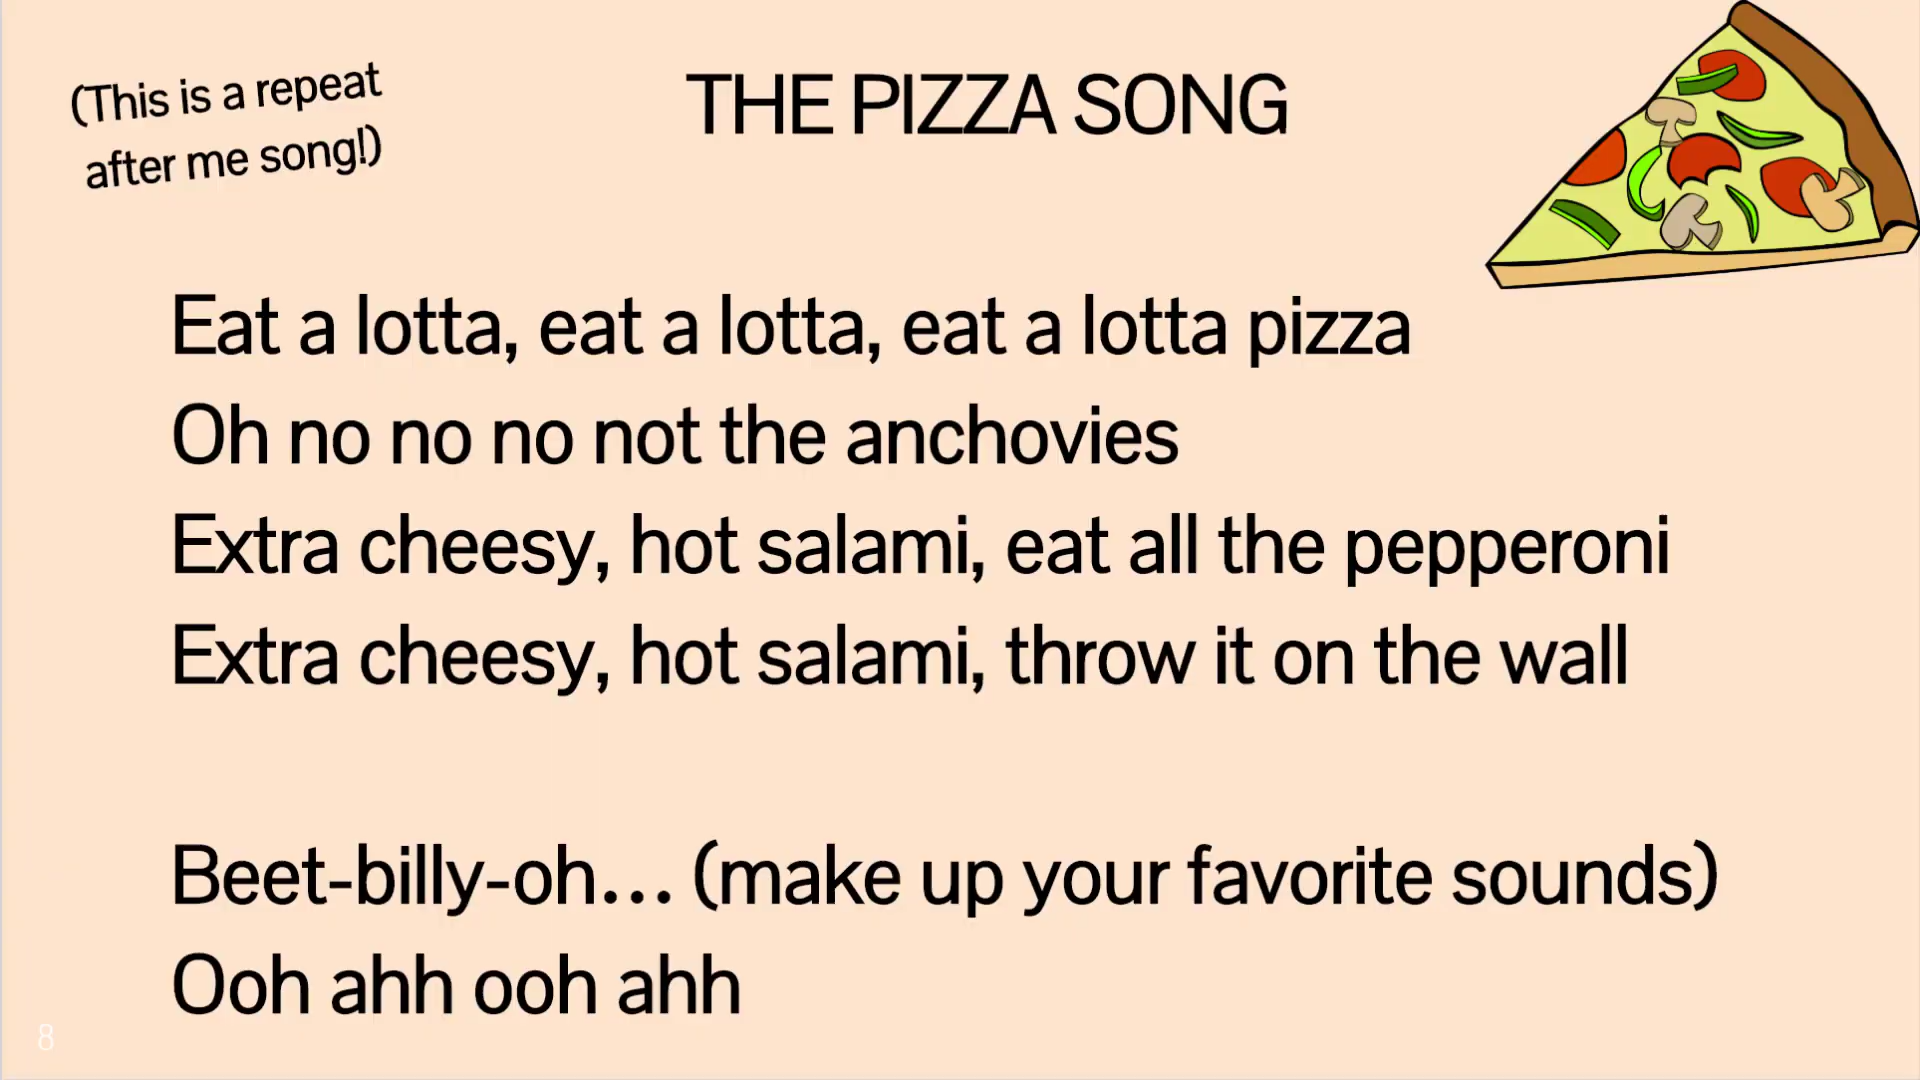 (This is a repeat
after me song!)
THE PIZZA SONG
Eat a lotta, eat a lotta, eat a lotta pizza
Oh no no no not the anchovies
Extra cheesy, hot salami, eat all the pepperoni
Extra cheesy, hot salami, throw it on the wall
Beet-billy-oh... (make up your favorite sounds)
Ooh ahh ooh ahh
8